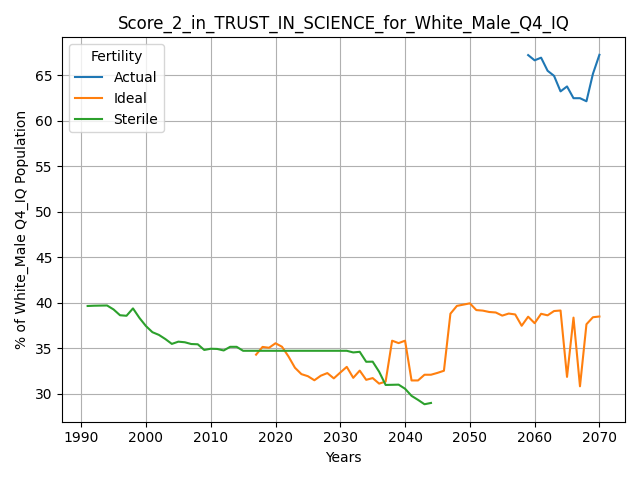 Score_2_in_TRUST_IN_SCIENCE_for_White_Male_Q4_IQ
Fertility
Actual
Ideal
Sterile
% of White_Male Q4_IQ Population
65
60
55
50
45
40
35
30
1990 2000 2010 2020 2030 2040 2050 2060 2070
Years